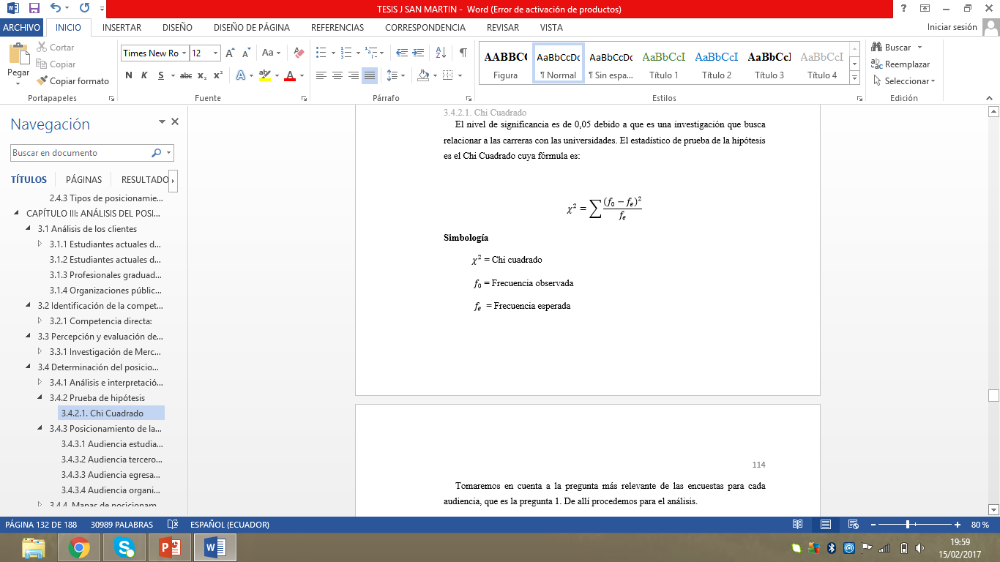 TESIS J SAN MARTIN - Word (Error de activación de productos)
ARCHIVO INICIO INSERTAR DISEÑO DISEÑO DE PÁGINA REFERENCIAS CORRESPONDENCIA REVISAR VISTA Iniciar sesión
Pegar
Cortar
Copiar
Copiar formato
Portapapeles
Times New Ro 12
N K S abc x₂ x²
Fuente
Párrafo
AABBC AaBbCcDc AaBbCcDc AaBbCcI AaBbCcI AaBbCcI AaBbCcI
Figura ¶ Normal ¶ Sin espa... Título 1 Título 2 Título 3 Título 4
Estilos
Buscar
Reemplazar
Seleccionar
Edición
Navegación
Buscar en documento
TÍTULOS PÁGINAS RESULTADO
2.4.3 Tipos de posicionamie...
CAPÍTULO III: ANÁLISIS DEL POSI...
3.1 Análisis de los clientes
3.1.1 Estudiantes actuales d...
3.1.2 Estudiantes actuales d...
3.1.3 Profesionales graduad...
3.1.4 Organizaciones públic...
3.2 Identificación de la compet...
3.2.1 Competencia directa:
3.3 Percepción y evaluación de...
3.3.1 Investigación de Merc...
3.4 Determinación del posicio...
3.4.1 Análisis e interpretació...
3.4.2 Prueba de hipótesis
3.4.2.1. Chi Cuadrado
3.4.3 Posicionamiento de la...
3.4.3.1 Audiencia estudia...
3.4.3.2 Audiencia tercero...
3.4.3.3 Audiencia egresa...
3.4.3.4 Audiencia organi...
3.4.4 Mapas de posicionam...
3.4.2.1. Chi Cuadrado
El nivel de significancia es de 0,05 debido a que es una investigación que busca
relacionar a las carreras con las universidades. El estadístico de prueba de la hipótesis
es el Chi Cuadrado cuya fórmula es:
χ² = ∑ (f₀ − fₑ)² / fₑ
Simbología
χ² = Chi cuadrado
f₀ = Frecuencia observada
fₑ = Frecuencia esperada
114
Tomaremos en cuenta a la pregunta más relevante de las encuestas para cada
audiencia, que es la pregunta 1. De allí procedemos para el análisis.
PÁGINA 132 DE 188 30989 PALABRAS ESPAÑOL (ECUADOR) 80 %
19:59
15/02/2017